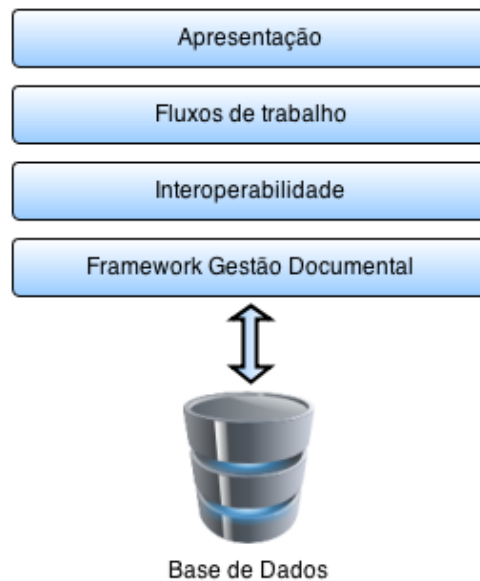 Apresentação
Fluxos de trabalho
Interoperabilidade
Framework Gestão Documental
Base de Dados